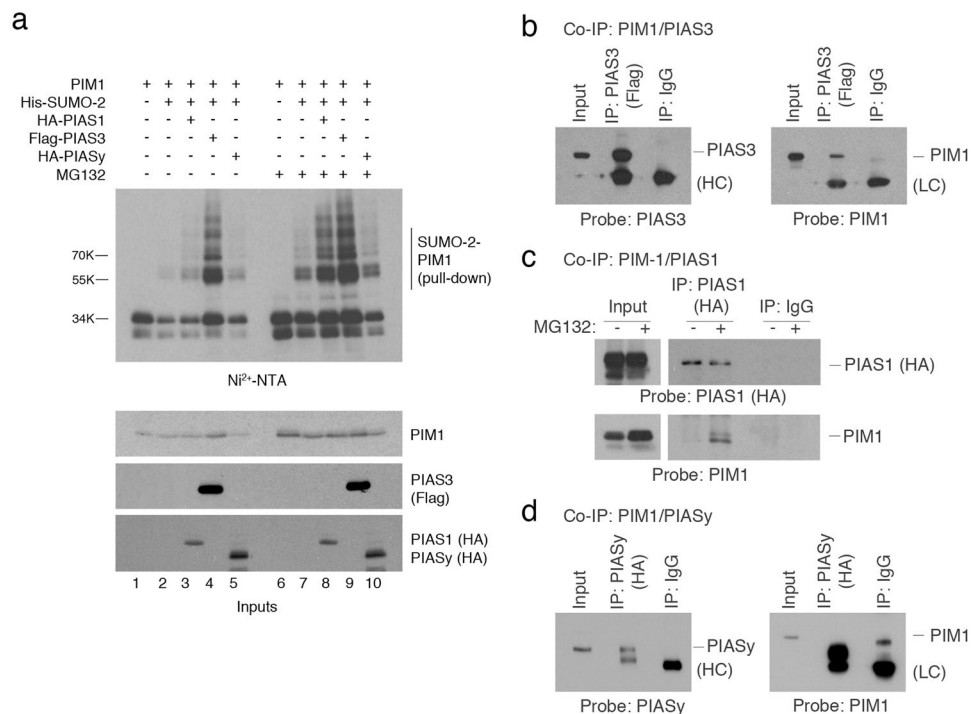 a
PIM1 + + + + + + + + + +
His-SUMO-2 - + + + + - + + + +
HA-PIAS1 - - + - - - - + - -
Flag-PIAS3 - - - + - - - - + -
HA-PIASy - - - - + - - - - +
MG132 - - - - - + + + + +
70K
55K
34K
SUMO-2-
PIM1
(pull-down)
Ni²⁺-NTA
PIM1
PIAS3
(Flag)
PIAS1 (HA)
PIASy (HA)
1 2 3 4 5 6 7 8 9 10
Inputs
b Co-IP: PIM1/PIAS3
Input
IP: PIAS3
(Flag)
IP: IgG
PIAS3
(HC)
Probe: PIAS3
Input
IP: PIAS3
(Flag)
IP: IgG
PIM1
(LC)
Probe: PIM1
c Co-IP: PIM-1/PIAS1
Input
IP: PIAS1
(HA)
IP: IgG
MG132: - + - + - +
PIAS1 (HA)
Probe: PIAS1 (HA)
PIM1
Probe: PIM1
d Co-IP: PIM1/PIASy
Input
IP: PIASy
(HA)
IP: IgG
PIASy
(HC)
Probe: PIASy
Input
IP: PIASy
(HA)
IP: IgG
PIM1
(LC)
Probe: PIM1